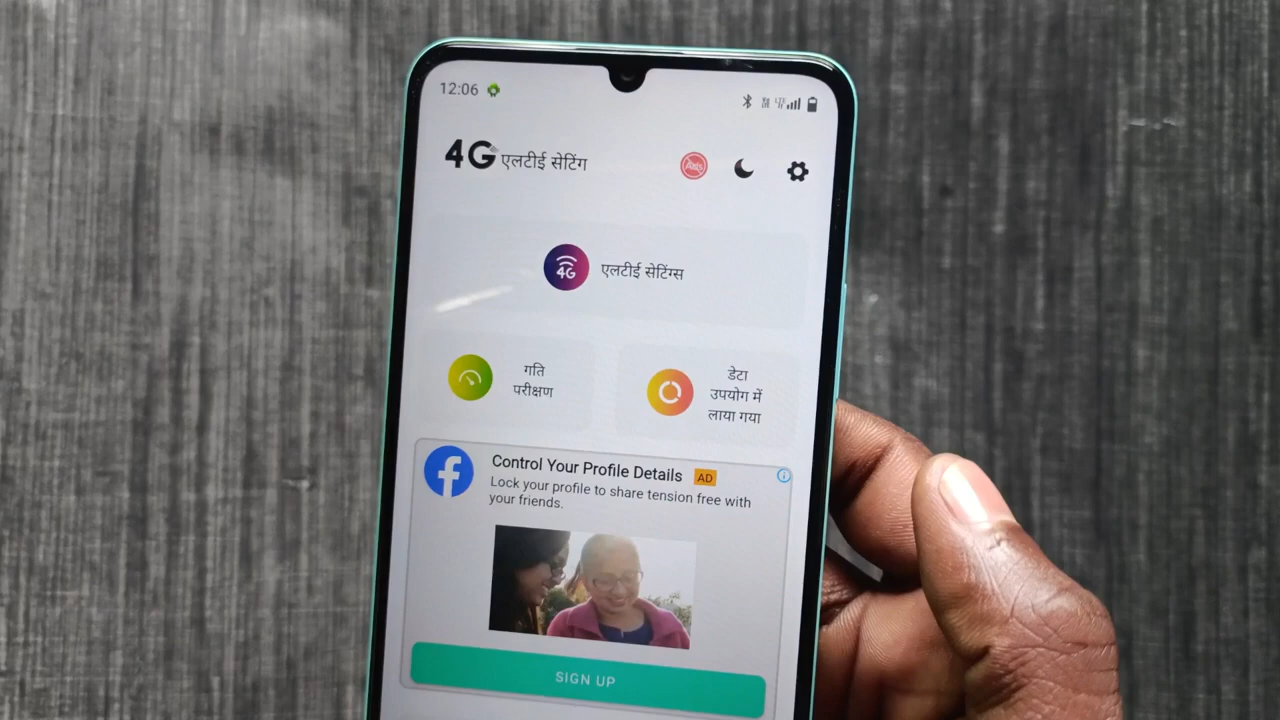 12:06
4G एलटीई सेटिंग
ADS
4G एलटीई सेटिंग्स
गति
परीक्षण
डेटा
उपयोग में
लाया गया
Control Your Profile Details AD
Lock your profile to share tension free with
your friends.
SIGN UP